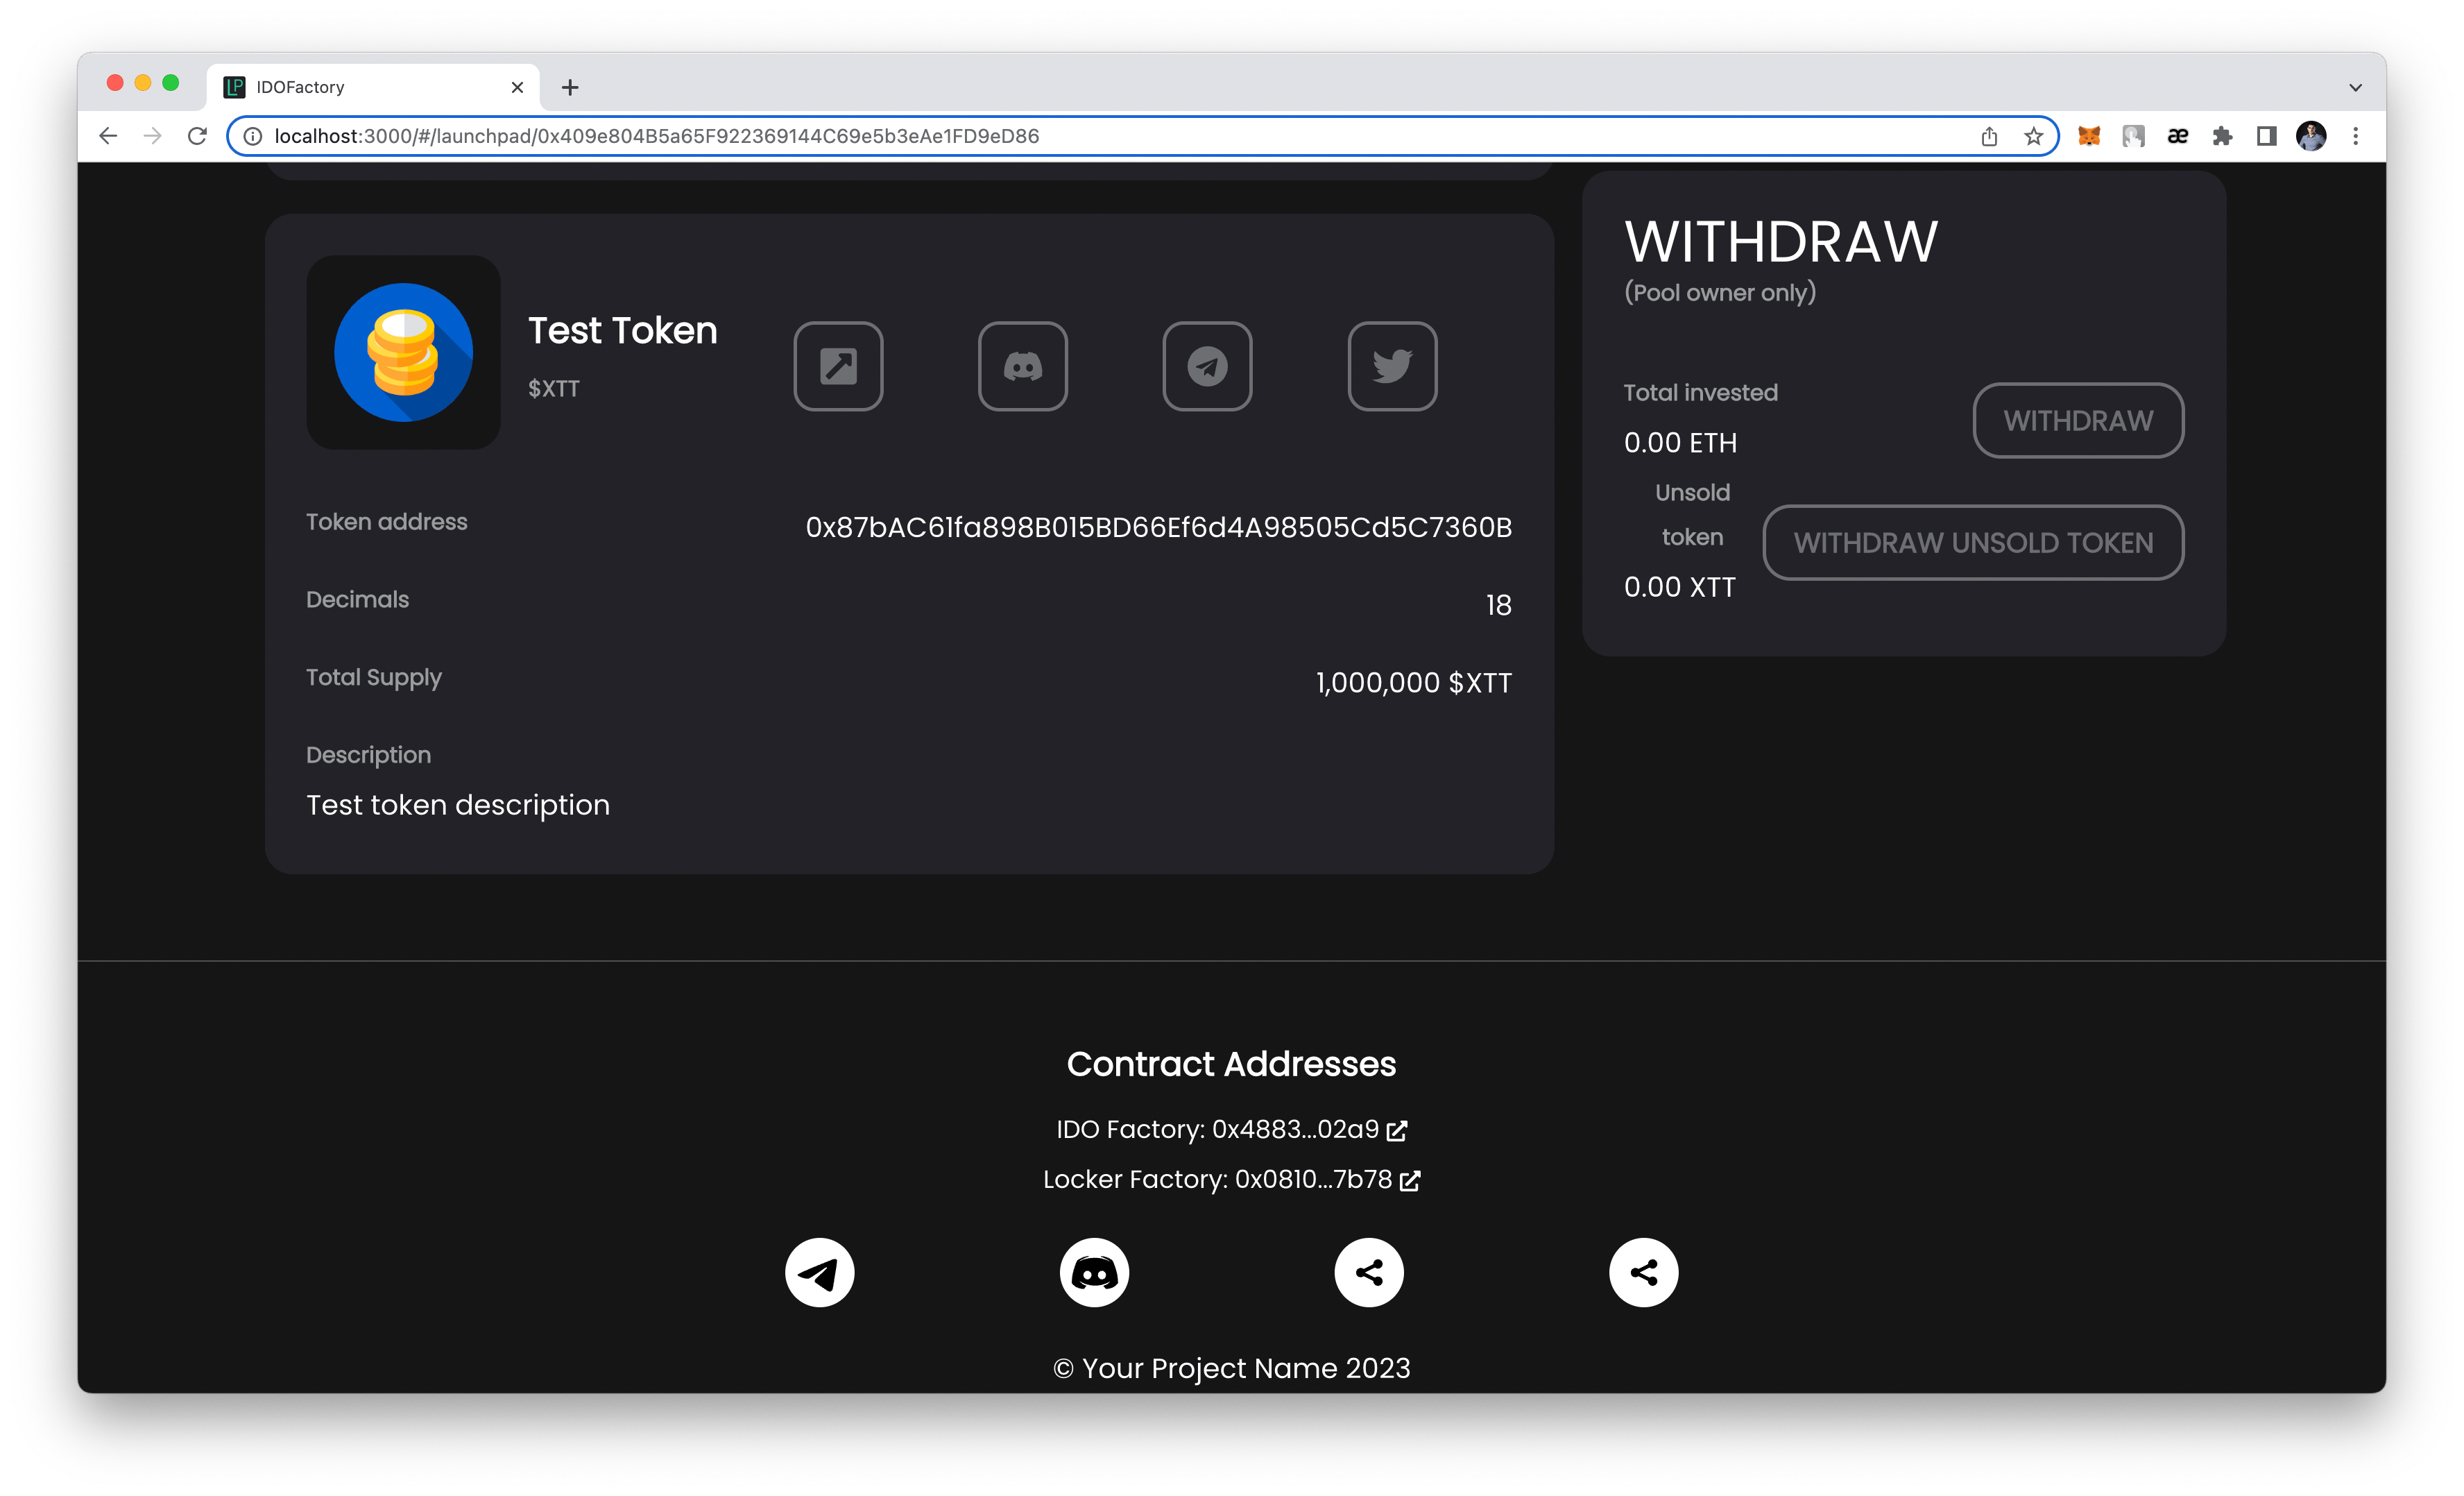 LP IDOFactory
localhost:3000/#/launchpad/0x409e804B5a65F922369144C69e5b3eAe1FD9eD86
æ
Test Token
$XTT
Token address
0x87bAC61fa898B015BD66Ef6d4A98505Cd5C7360B
Decimals
18
Total Supply
1,000,000 $XTT
Description
Test token description
WITHDRAW
(Pool owner only)
Total invested
0.00 ETH
WITHDRAW
Unsold
token
0.00 XTT
WITHDRAW UNSOLD TOKEN
Contract Addresses
IDO Factory: 0x4883...02a9
Locker Factory: 0x0810...7b78
© Your Project Name 2023